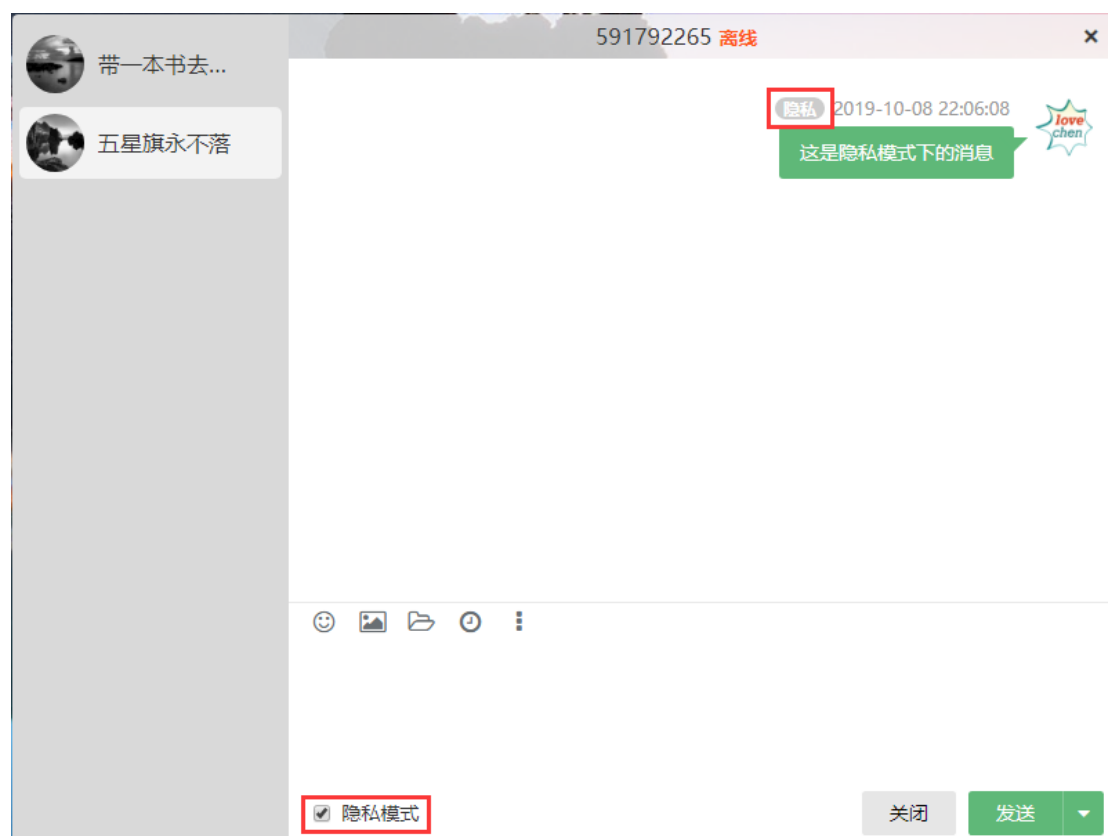 带一本书去...
五星旗永不落
591792265 离线
隐私 2019-10-08 22:06:08
love
chen
这是隐私模式下的消息
隐私模式
关闭
发送